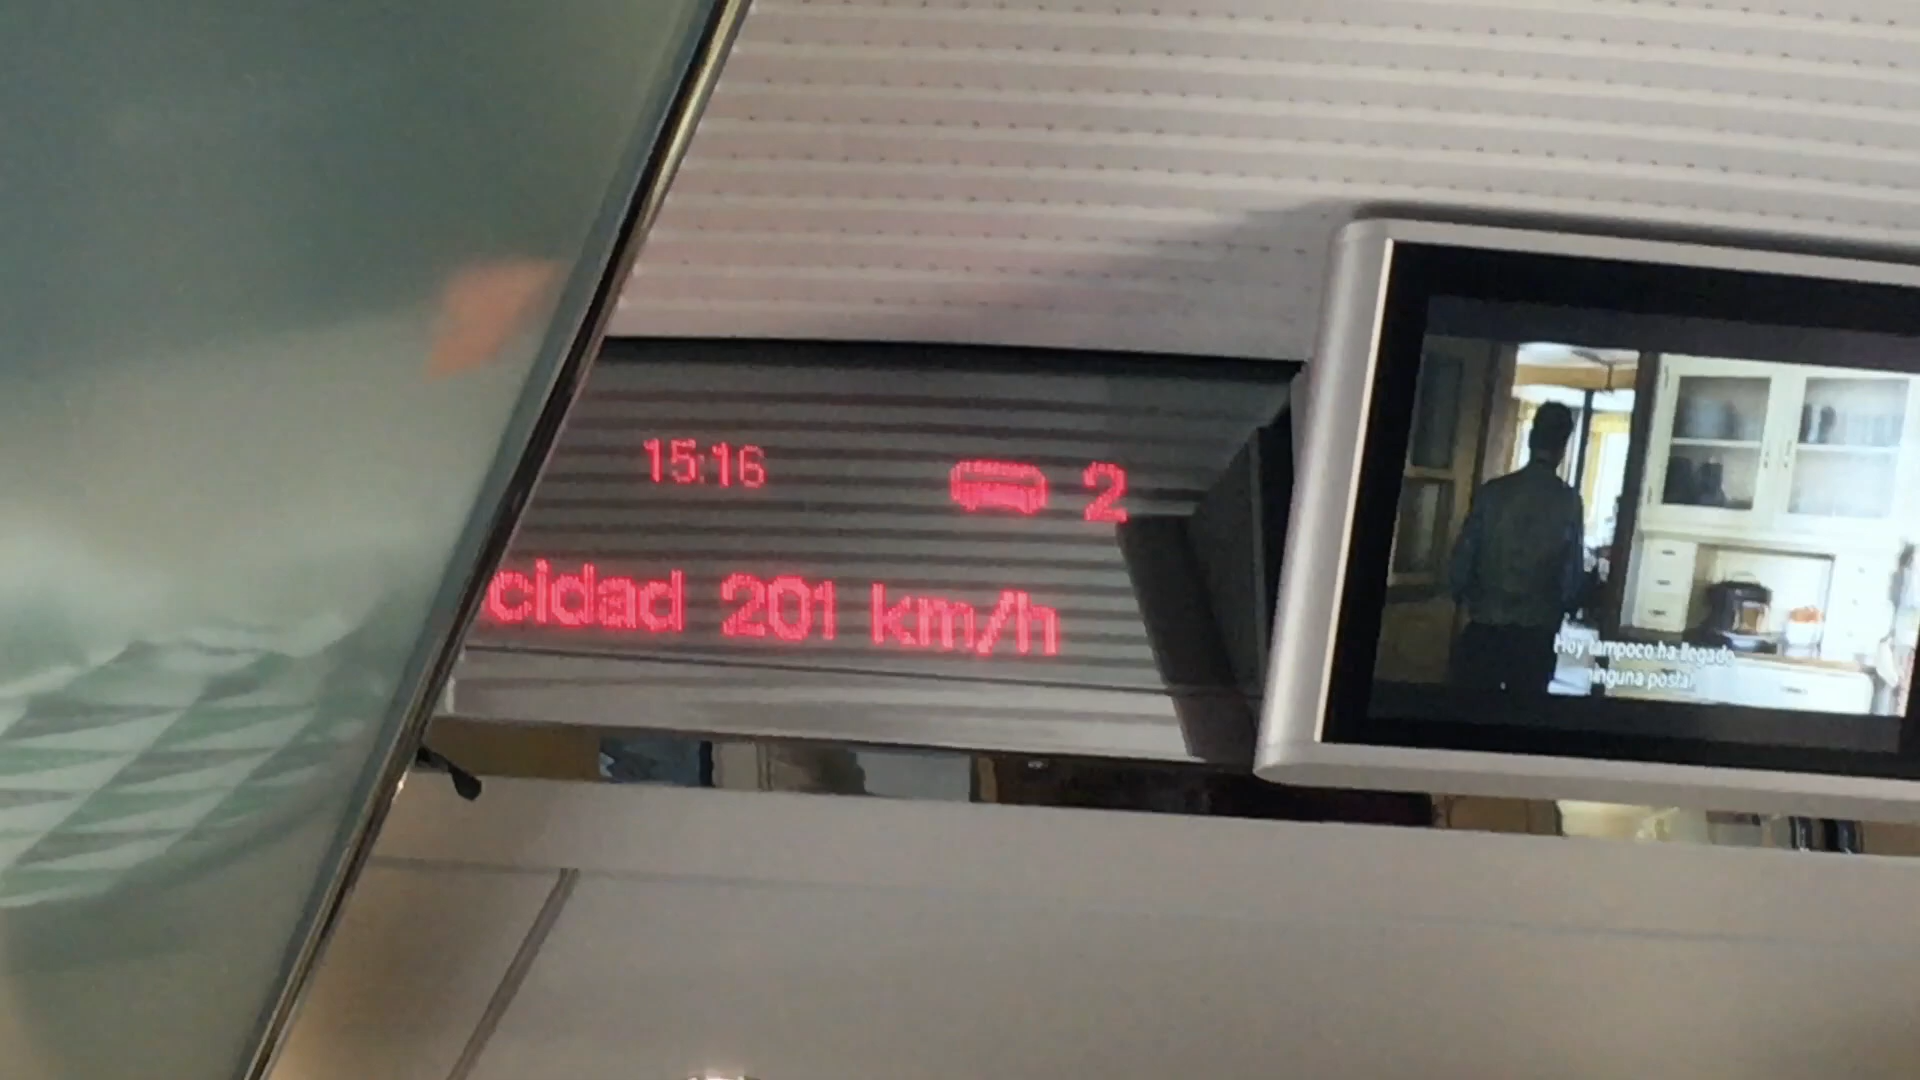 15:16
2
cidad 201 km/h
Hoy tampoco ha llegado
ninguna postal.